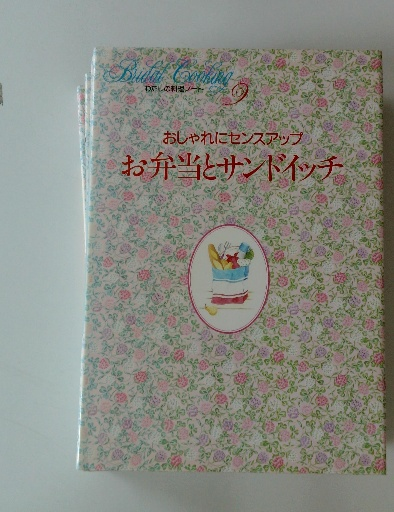 Bridal Cooking
わたしの料理ノート
9
おしゃれにセンスアップ
お弁当とサンドイッチ